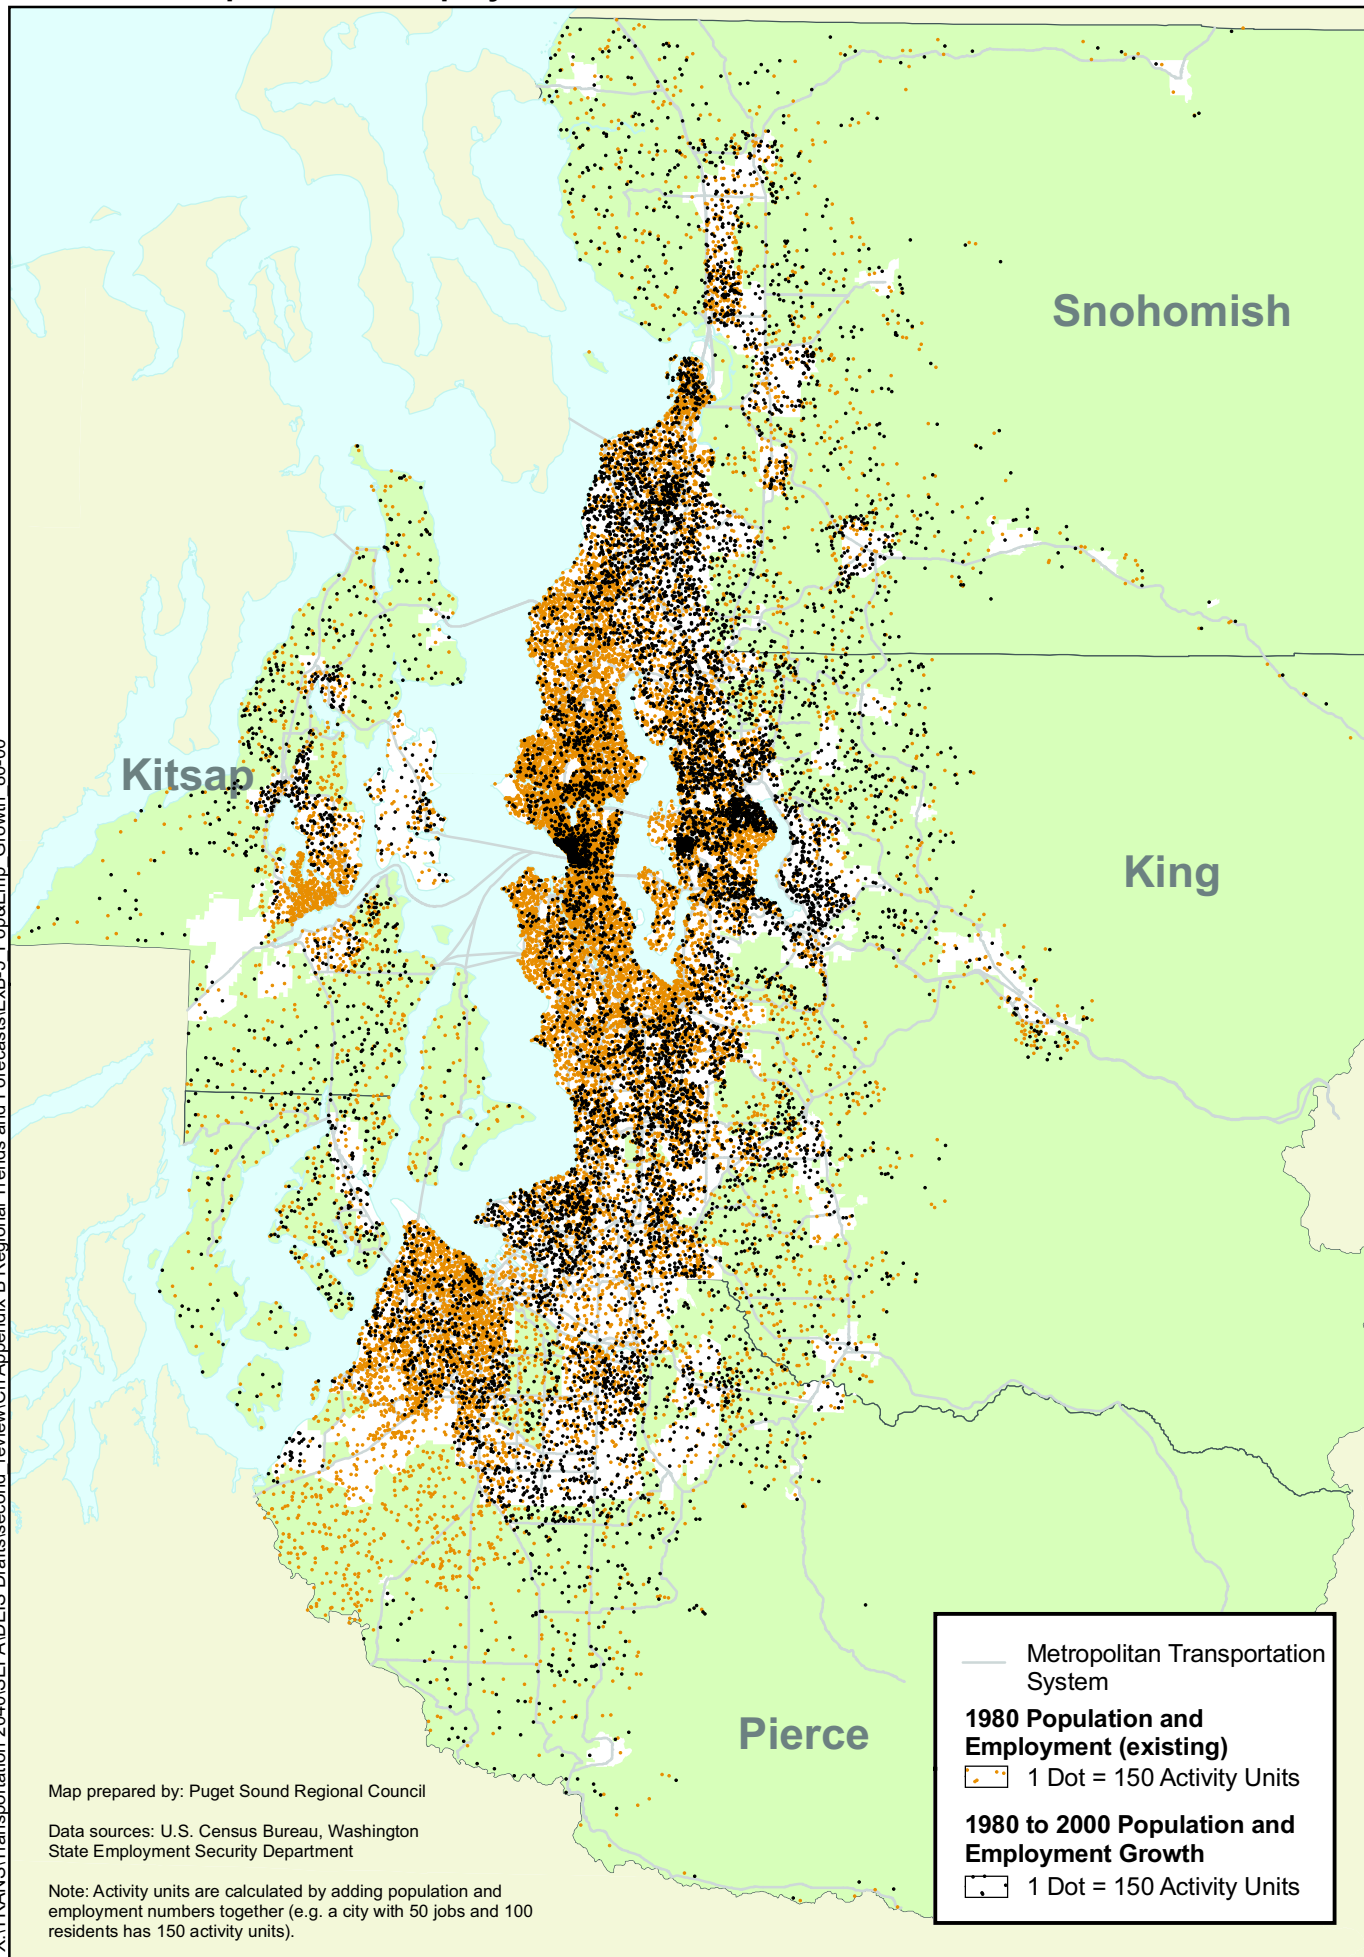 Snohomish
Kitsap
King
Pierce
Metropolitan Transportation
System
1980 Population and
Employment (existing)
1 Dot = 150 Activity Units
1980 to 2000 Population and
Employment Growth
1 Dot = 150 Activity Units
Map prepared by: Puget Sound Regional Council
Data sources: U.S. Census Bureau, Washington
State Employment Security Department
Note: Activity units are calculated by adding population and
employment numbers together (e.g. a city with 50 jobs and 100
residents has 150 activity units).